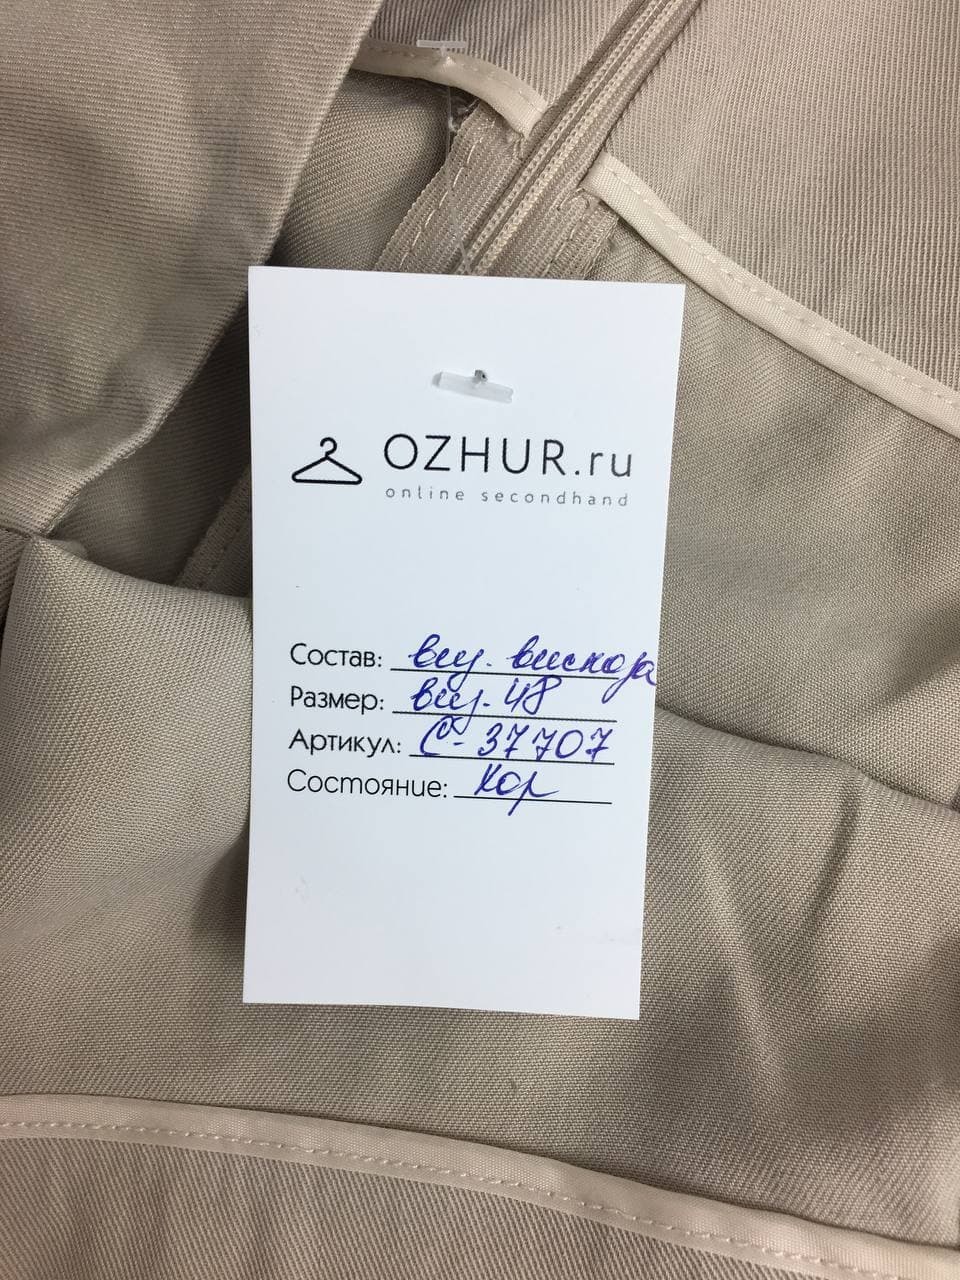 OZHUR.ru
online secondhand
Состав: виз. вискоза
Размер: виз. 48
Артикул: С-37707
Состояние: Хор